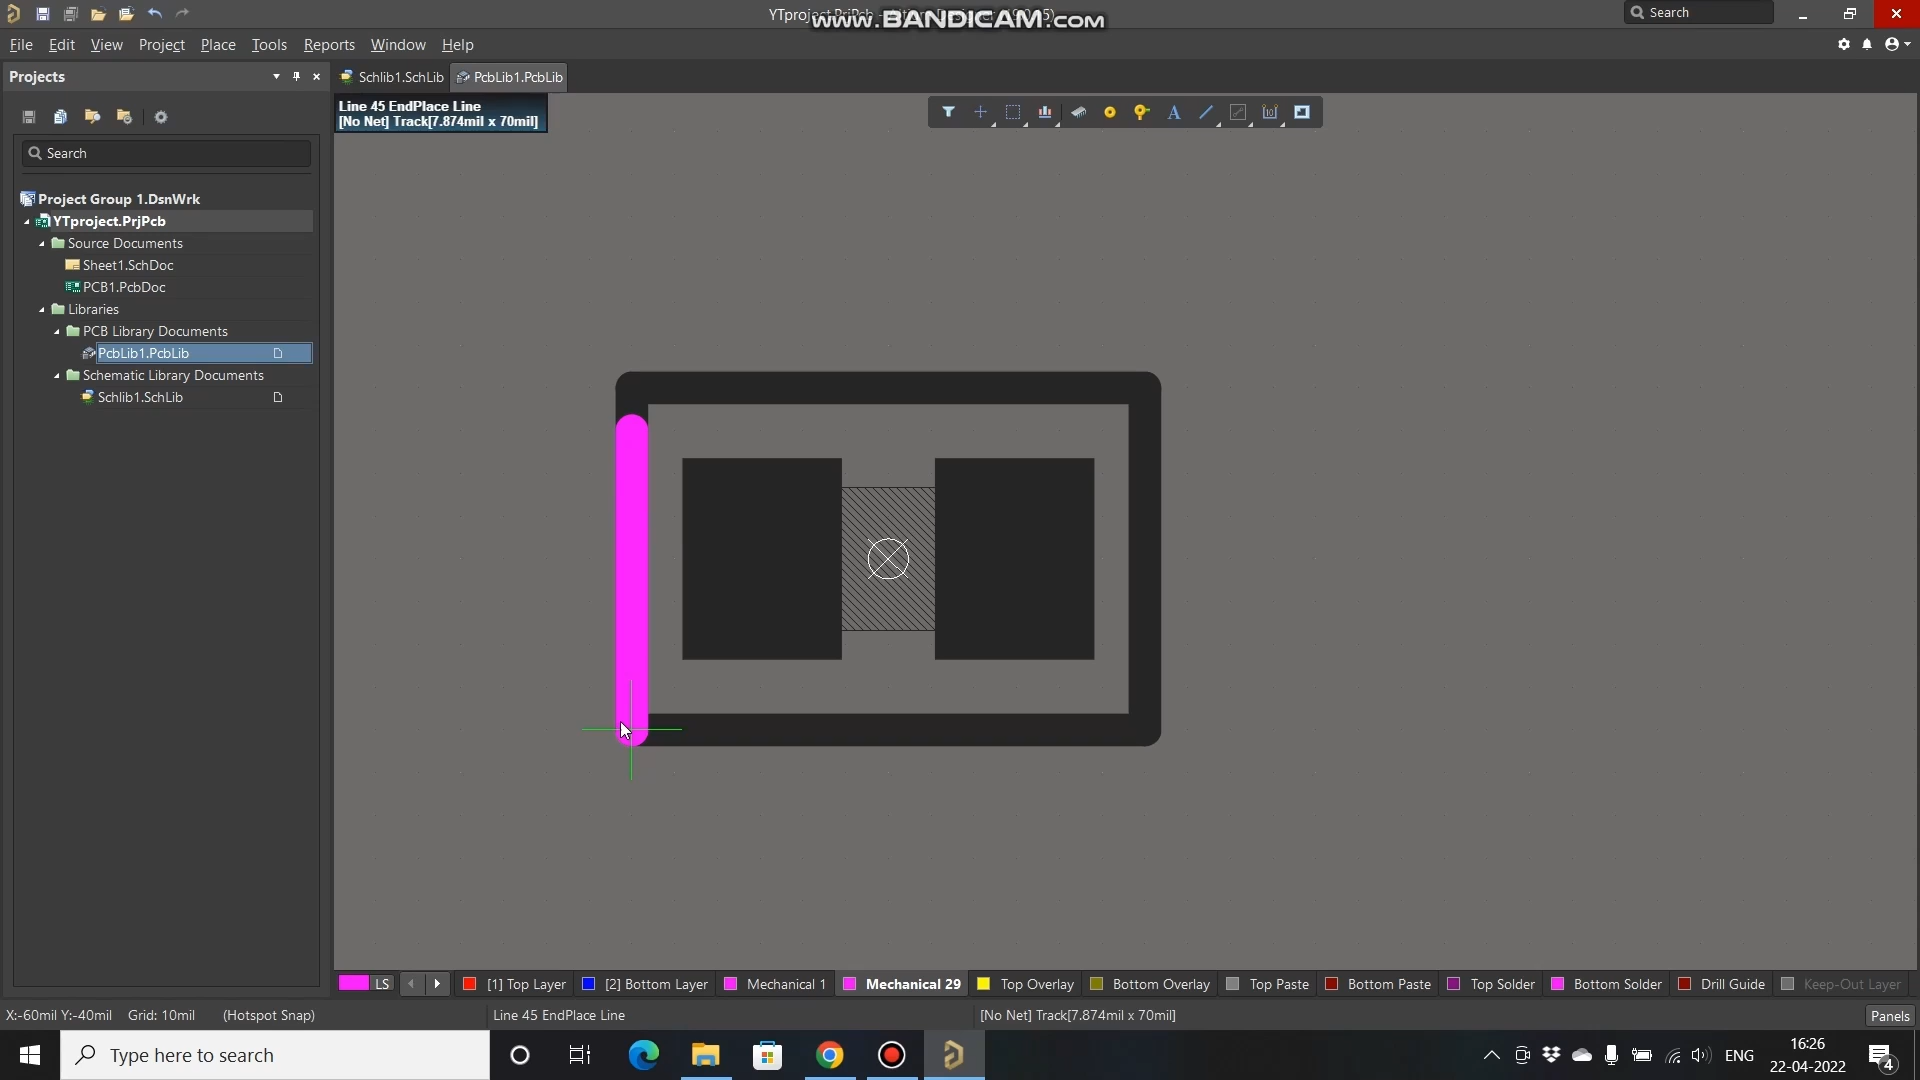 YTproject.PrjPcb
www.BANDICAM.com
Search
File Edit View Project Place Tools Reports Window Help
Projects
Schlib1.SchLib
PcbLib1.PcbLib
Line 45 EndPlace Line
[No Net] Track[7.874mil x 70mil]
Search
Project Group 1.DsnWrk
YTproject.PrjPcb
Source Documents
Sheet1.SchDoc
PCB1.PcbDoc
Libraries
PCB Library Documents
PcbLib1.PcbLib
Schematic Library Documents
Schlib1.SchLib
LS [1] Top Layer [2] Bottom Layer Mechanical 1 Mechanical 29 Top Overlay Bottom Overlay Top Paste Bottom Paste Top Solder Bottom Solder Drill Guide Keep-Out Layer
X:-60mil Y:-40mil Grid: 10mil (Hotspot Snap) Line 45 EndPlace Line [No Net] Track[7.874mil x 70mil] Panels
Type here to search
ENG
16:26
22-04-2022
4